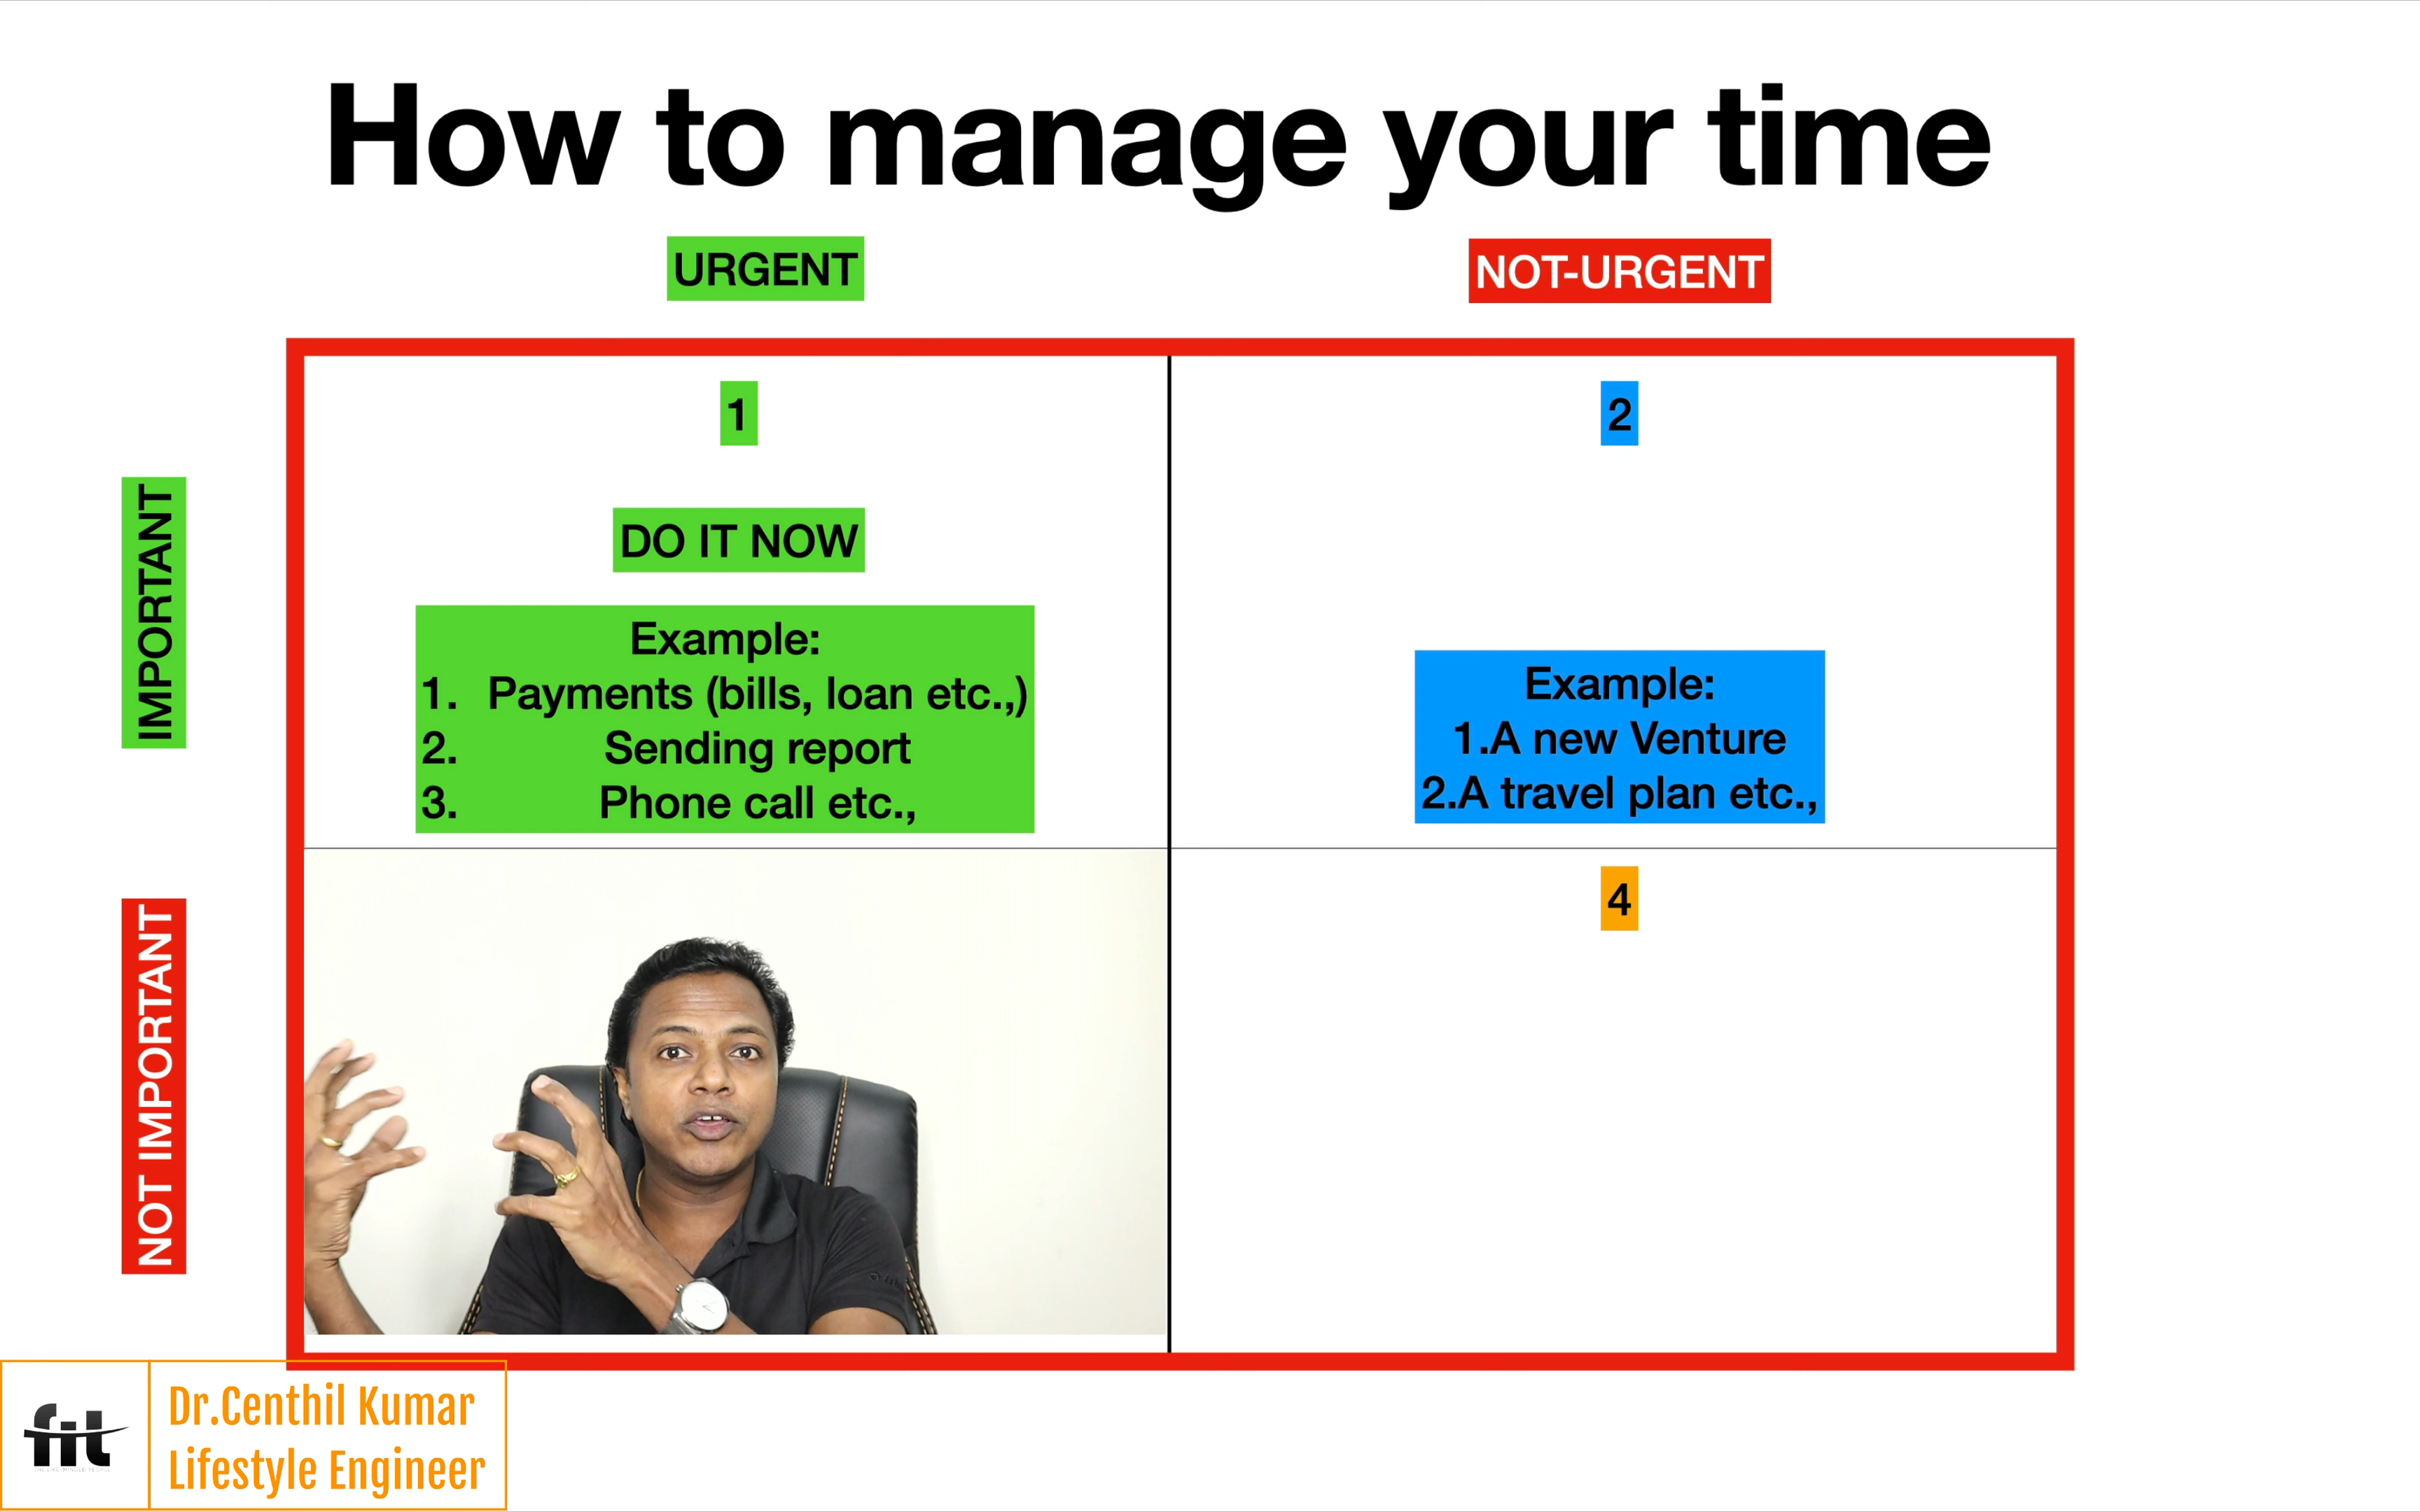 How to manage your time
URGENT
NOT-URGENT
IMPORTANT
1
DO IT NOW
Example:
1. Payments (bills, loan etc.,)
2. Sending report
3. Phone call etc.,
2
Example:
1.A new Venture
2.A travel plan etc.,
NOT IMPORTANT
4
fit
Dr.Centhil Kumar
Lifestyle Engineer